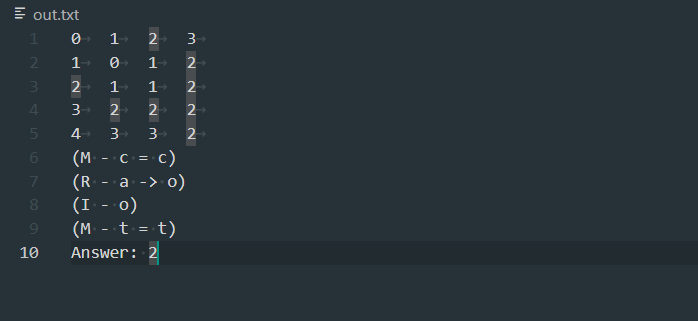 out.txt
1 0 1 2 3
2 1 0 1 2
3 2 1 1 2
4 3 2 2 2
5 4 3 3 2
6 (M - c = c)
7 (R - a -> o)
8 (I - o)
9 (M - t = t)
10 Answer: 2